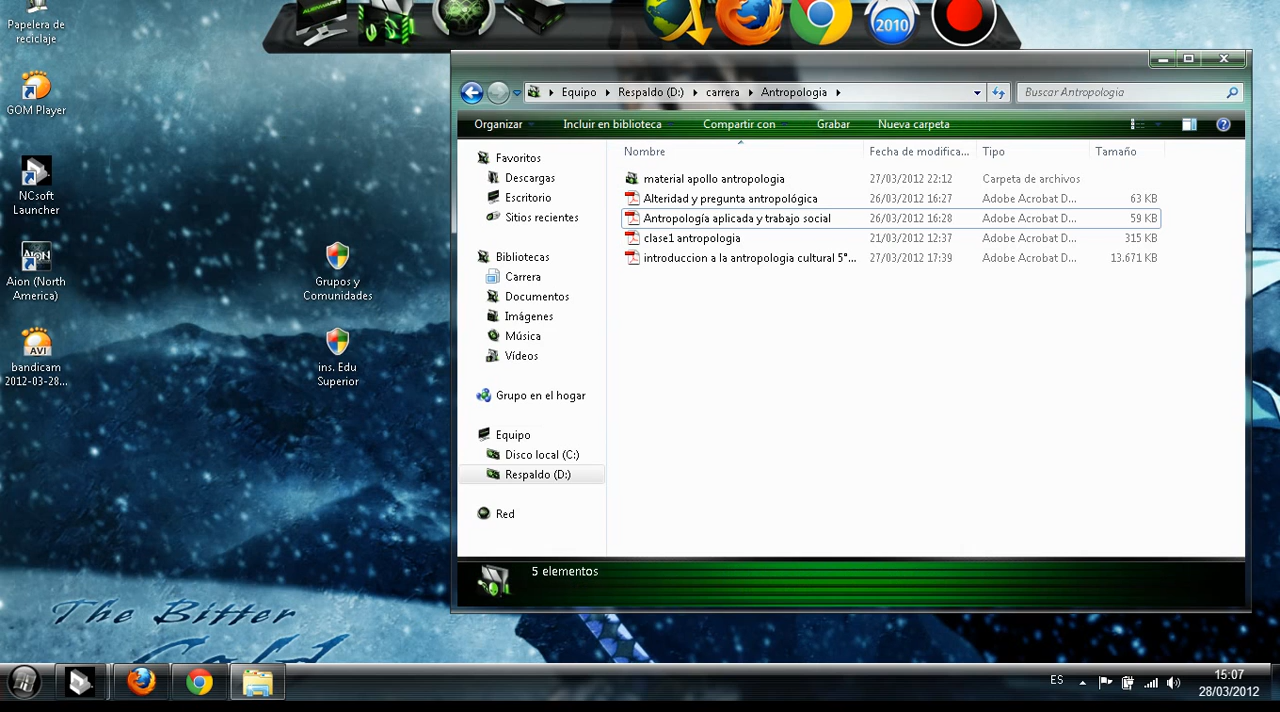 Papelera de
reciclaje
GOM Player
NCsoft
Launcher
Aion (North
America)
AVI
bandicam
2012-03-28...
Grupos y
Comunidades
ins. Edu
Superior
2010
Equipo
Respaldo (D:)
carrera
Antropologia
Buscar Antropologia
Organizar
Incluir en biblioteca
Compartir con
Grabar
Nueva carpeta
Favoritos
Descargas
Escritorio
Sitios recientes
Bibliotecas
Carrera
Documentos
Imágenes
Música
Vídeos
Grupo en el hogar
Equipo
Disco local (C:)
Respaldo (D:)
Red
Nombre Fecha de modifica... Tipo Tamaño
material apollo antropologia 27/03/2012 22:12 Carpeta de archivos
Alteridad y pregunta antropológica 26/03/2012 16:27 Adobe Acrobat D... 63 KB
Antropología aplicada y trabajo social 26/03/2012 16:28 Adobe Acrobat D... 59 KB
clase1 antropologia 21/03/2012 12:37 Adobe Acrobat D... 315 KB
introduccion a la antropologia cultural 5°... 27/03/2012 17:39 Adobe Acrobat D... 13.671 KB
5 elementos
The Bitter
Cold
ES
15:07
28/03/2012